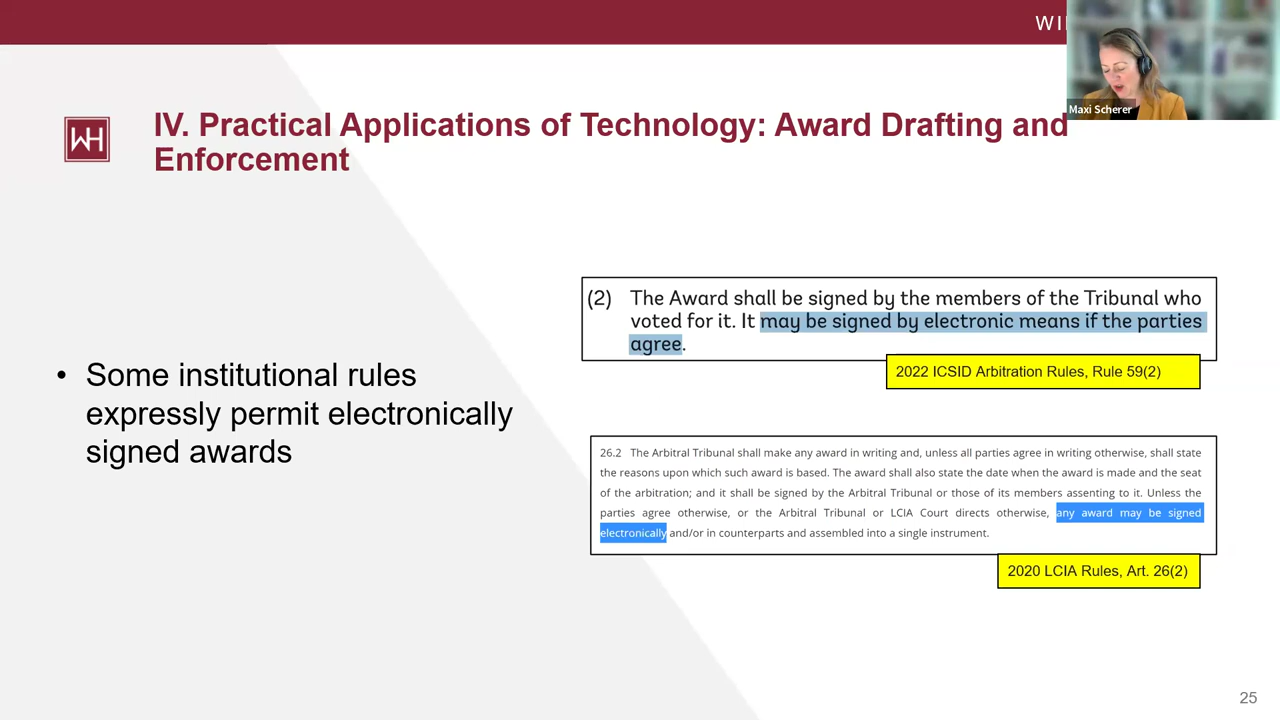 WI
Maxi Scherer
WH
IV. Practical Applications of Technology: Award Drafting and
Enforcement
• Some institutional rules
expressly permit electronically
signed awards
(2) The Award shall be signed by the members of the Tribunal who
voted for it. It may be signed by electronic means if the parties
agree.
2022 ICSID Arbitration Rules, Rule 59(2)
26.2 The Arbitral Tribunal shall make any award in writing and, unless all parties agree in writing otherwise, shall state
the reasons upon which such award is based. The award shall also state the date when the award is made and the seat
of the arbitration; and it shall be signed by the Arbitral Tribunal or those of its members assenting to it. Unless the
parties agree otherwise, or the Arbitral Tribunal or LCIA Court directs otherwise, any award may be signed
electronically and/or in counterparts and assembled into a single instrument.
2020 LCIA Rules, Art. 26(2)
25